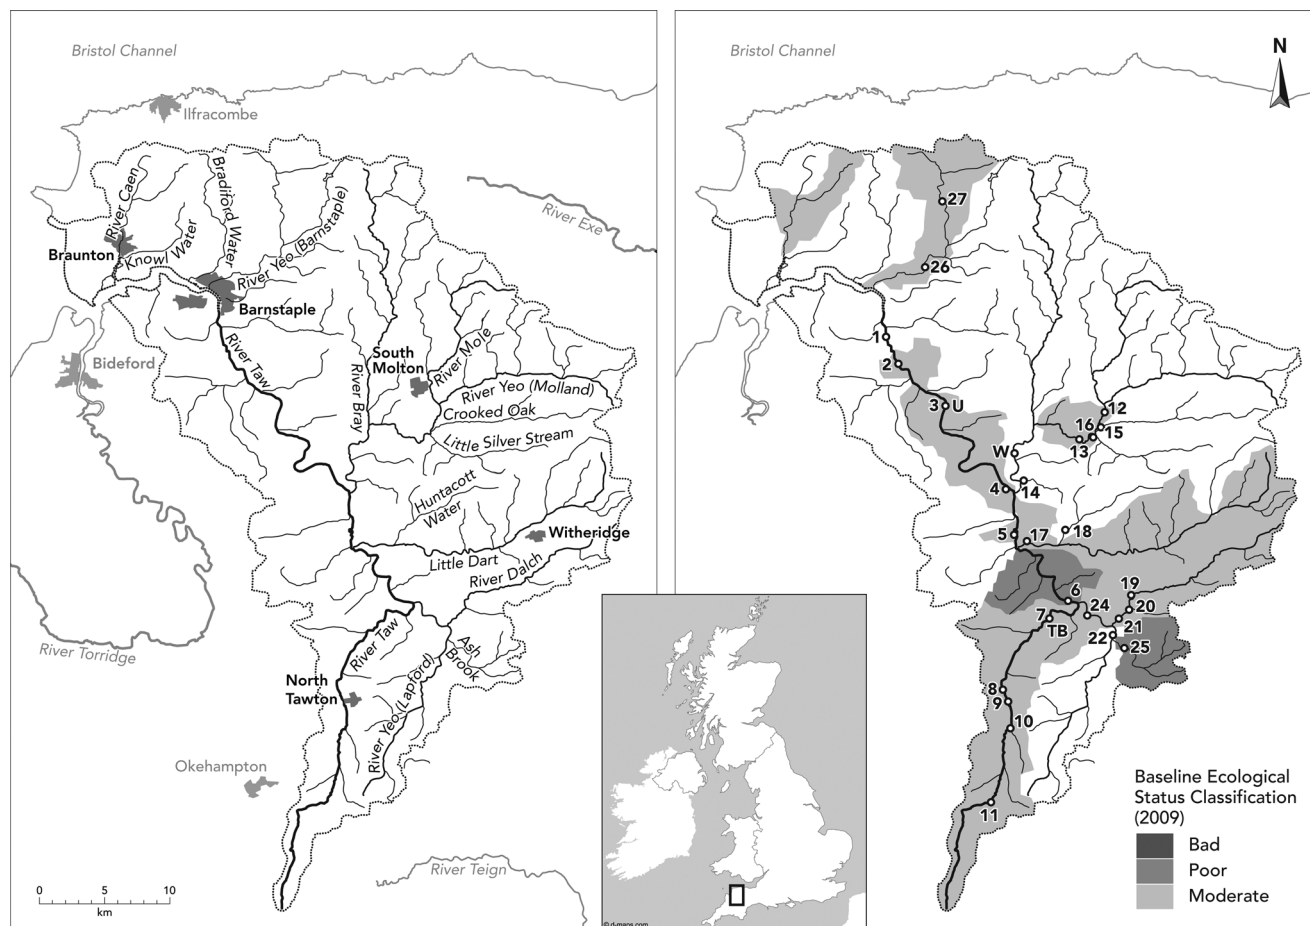 Bristol Channel
Ilfracombe
River Caen
Bradiford Water
River Yeo (Barnstaple)
River Exe
Braunton
Knowl Water
Barnstaple
River Taw
Bideford
South
Molton
River Mole
River Bray
River Yeo (Molland)
Crooked Oak
Little Silver Stream
Huntacott
Water
Witheridge
Little Dart
River Dalch
River Torridge
River Taw
Ash
Brook
North
Tawton
River Yeo (Lapford)
Okehampton
River Teign
0 5 10
km
© d-maps.com
Bristol Channel
N
27
26
1
2
3 U
12
16
15
13
W
4
14
5
17
18
6
19
7
24
20
TB
21
22
25
8
9
10
11
Baseline Ecological
Status Classification
(2009)
Bad
Poor
Moderate